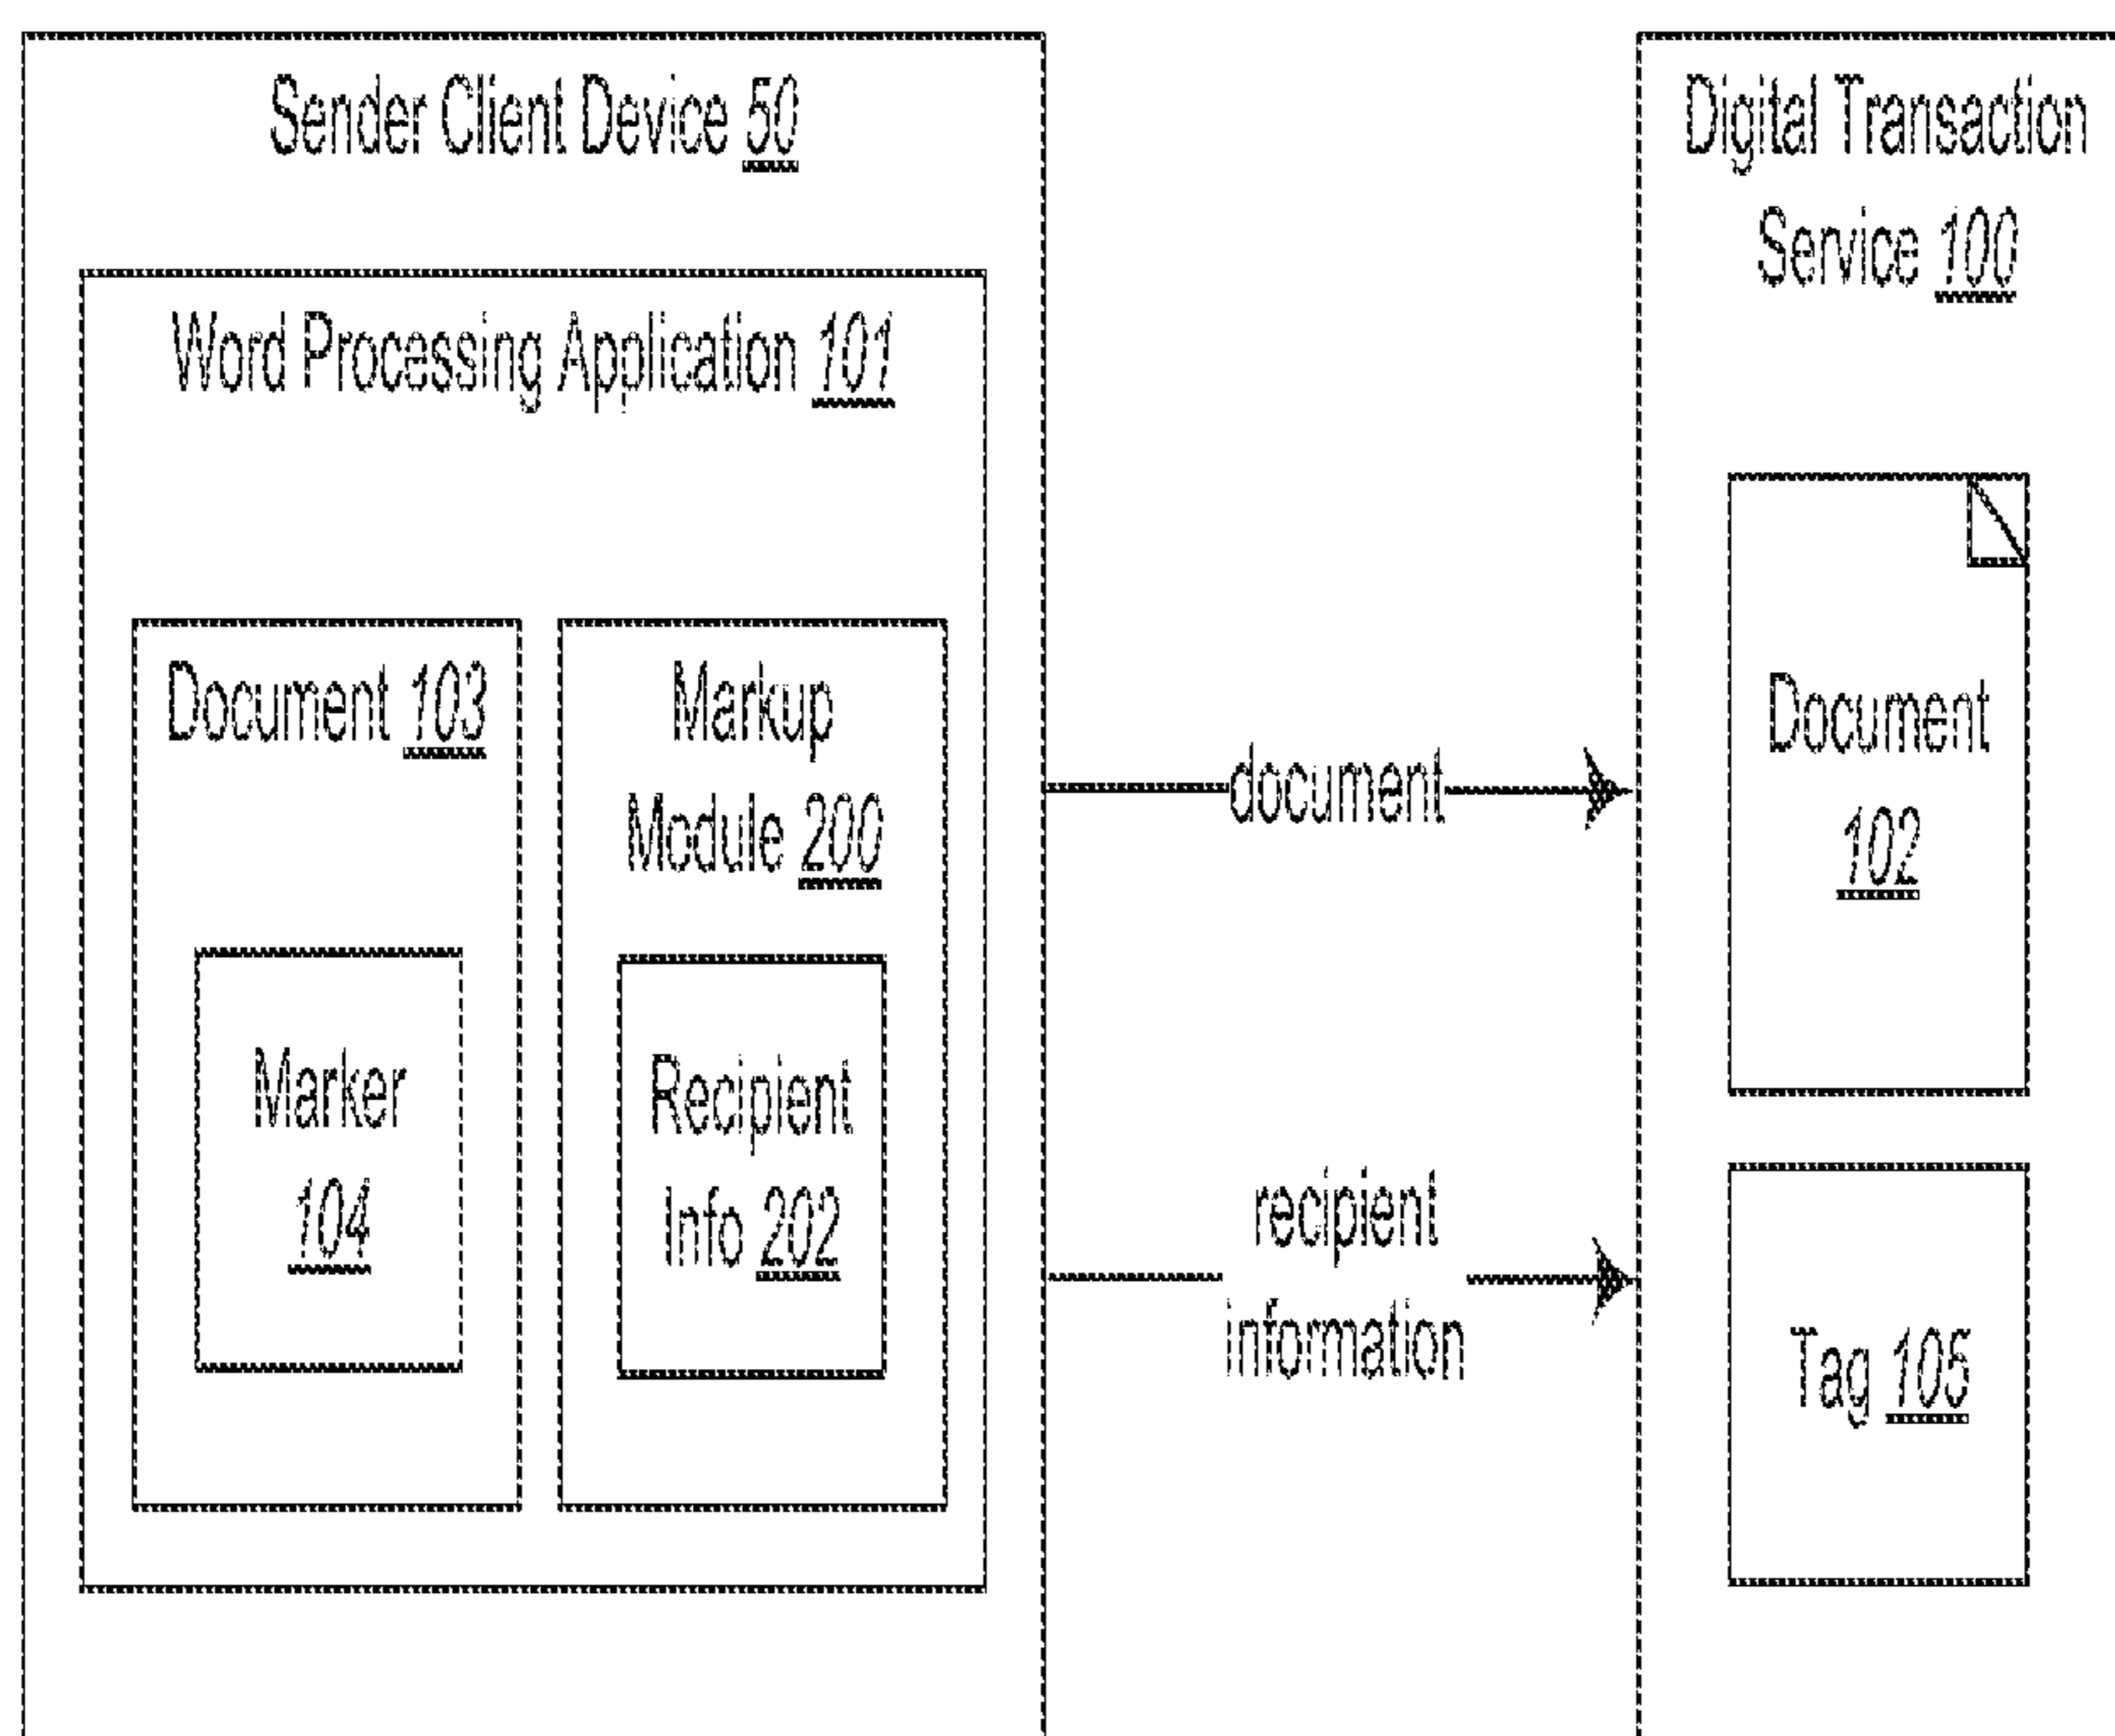 Sender Client Device 50
Word Processing Application 101
Document 103
Marker
104
Markup
Module 200
Recipient
Info 202
document
recipient
information
Digital Transaction
Service 100
Document
102
Tag 105